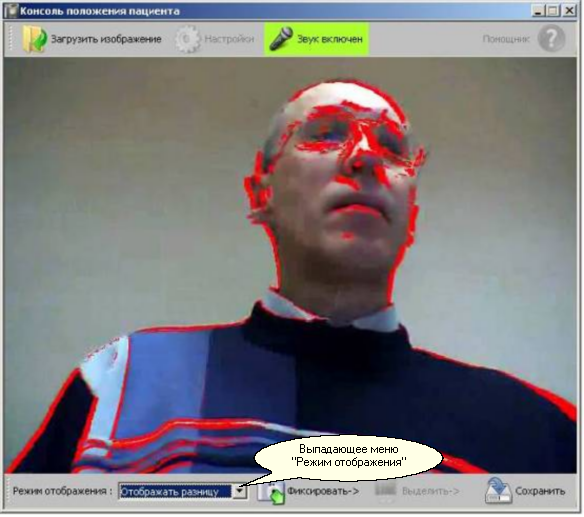 Консоль положения пациента
Загрузить изображение Настройки Звук включен Помощник
Выпадающее меню
"Режим отображения"
Режим отображения : Отображать разницу Фиксировать-> Выделить-> Сохранить